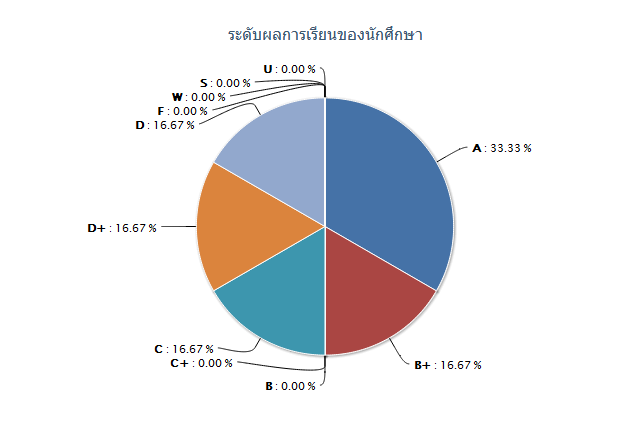 ระดับผลการเรียนของนักศึกษา
U : 0.00 %
S : 0.00 %
W : 0.00 %
F : 0.00 %
D : 16.67 %
A : 33.33 %
D+ : 16.67 %
C : 16.67 %
C+ : 0.00 %
B+ : 16.67 %
B : 0.00 %